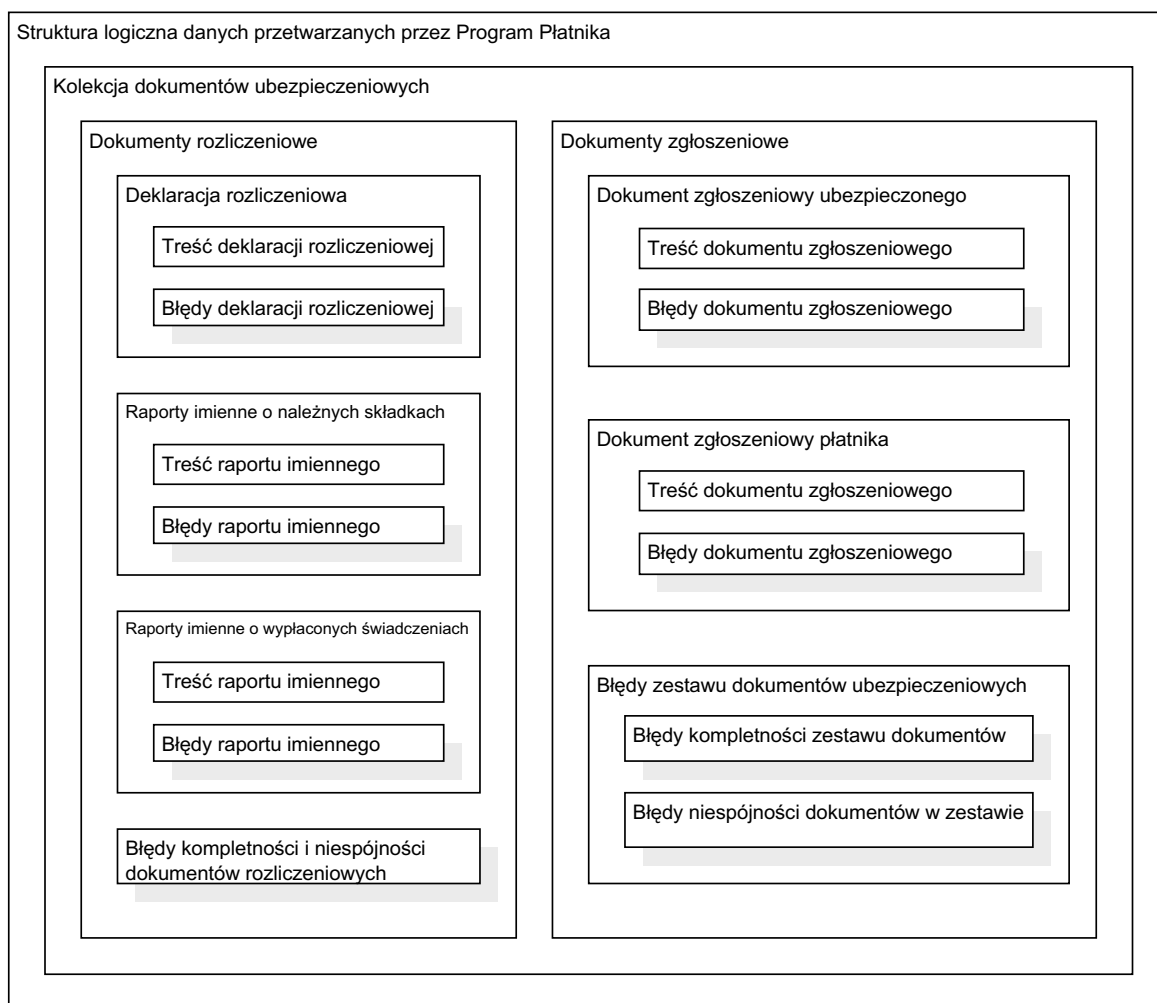 Struktura logiczna danych przetwarzanych przez Program Płatnika
Kolekcja dokumentów ubezpieczeniowych
Dokumenty rozliczeniowe
Deklaracja rozliczeniowa
Treść deklaracji rozliczeniowej
Błędy deklaracji rozliczeniowej
Raporty imienne o należnych składkach
Treść raportu imiennego
Błędy raportu imiennego
Raporty imienne o wypłaconych świadczeniach
Treść raportu imiennego
Błędy raportu imiennego
Błędy kompletności i niespójności
dokumentów rozliczeniowych
Dokumenty zgłoszeniowe
Dokument zgłoszeniowy ubezpieczonego
Treść dokumentu zgłoszeniowego
Błędy dokumentu zgłoszeniowego
Dokument zgłoszeniowy płatnika
Treść dokumentu zgłoszeniowego
Błędy dokumentu zgłoszeniowego
Błędy zestawu dokumentów ubezpieczeniowych
Błędy kompletności zestawu dokumentów
Błędy niespójności dokumentów w zestawie